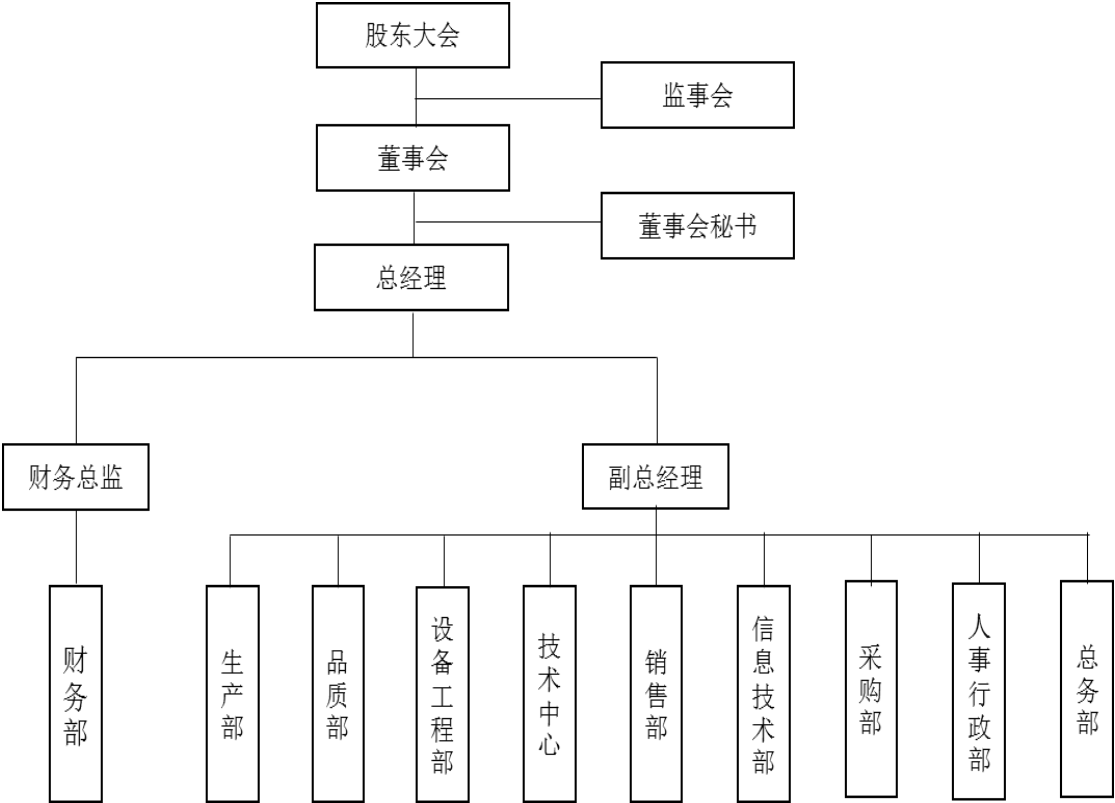 股东大会
监事会
董事会
董事会秘书
总经理
财务总监
副总经理
财务部
生产部
品质部
设备工程部
技术中心
销售部
信息技术部
采购部
人事行政部
总务部